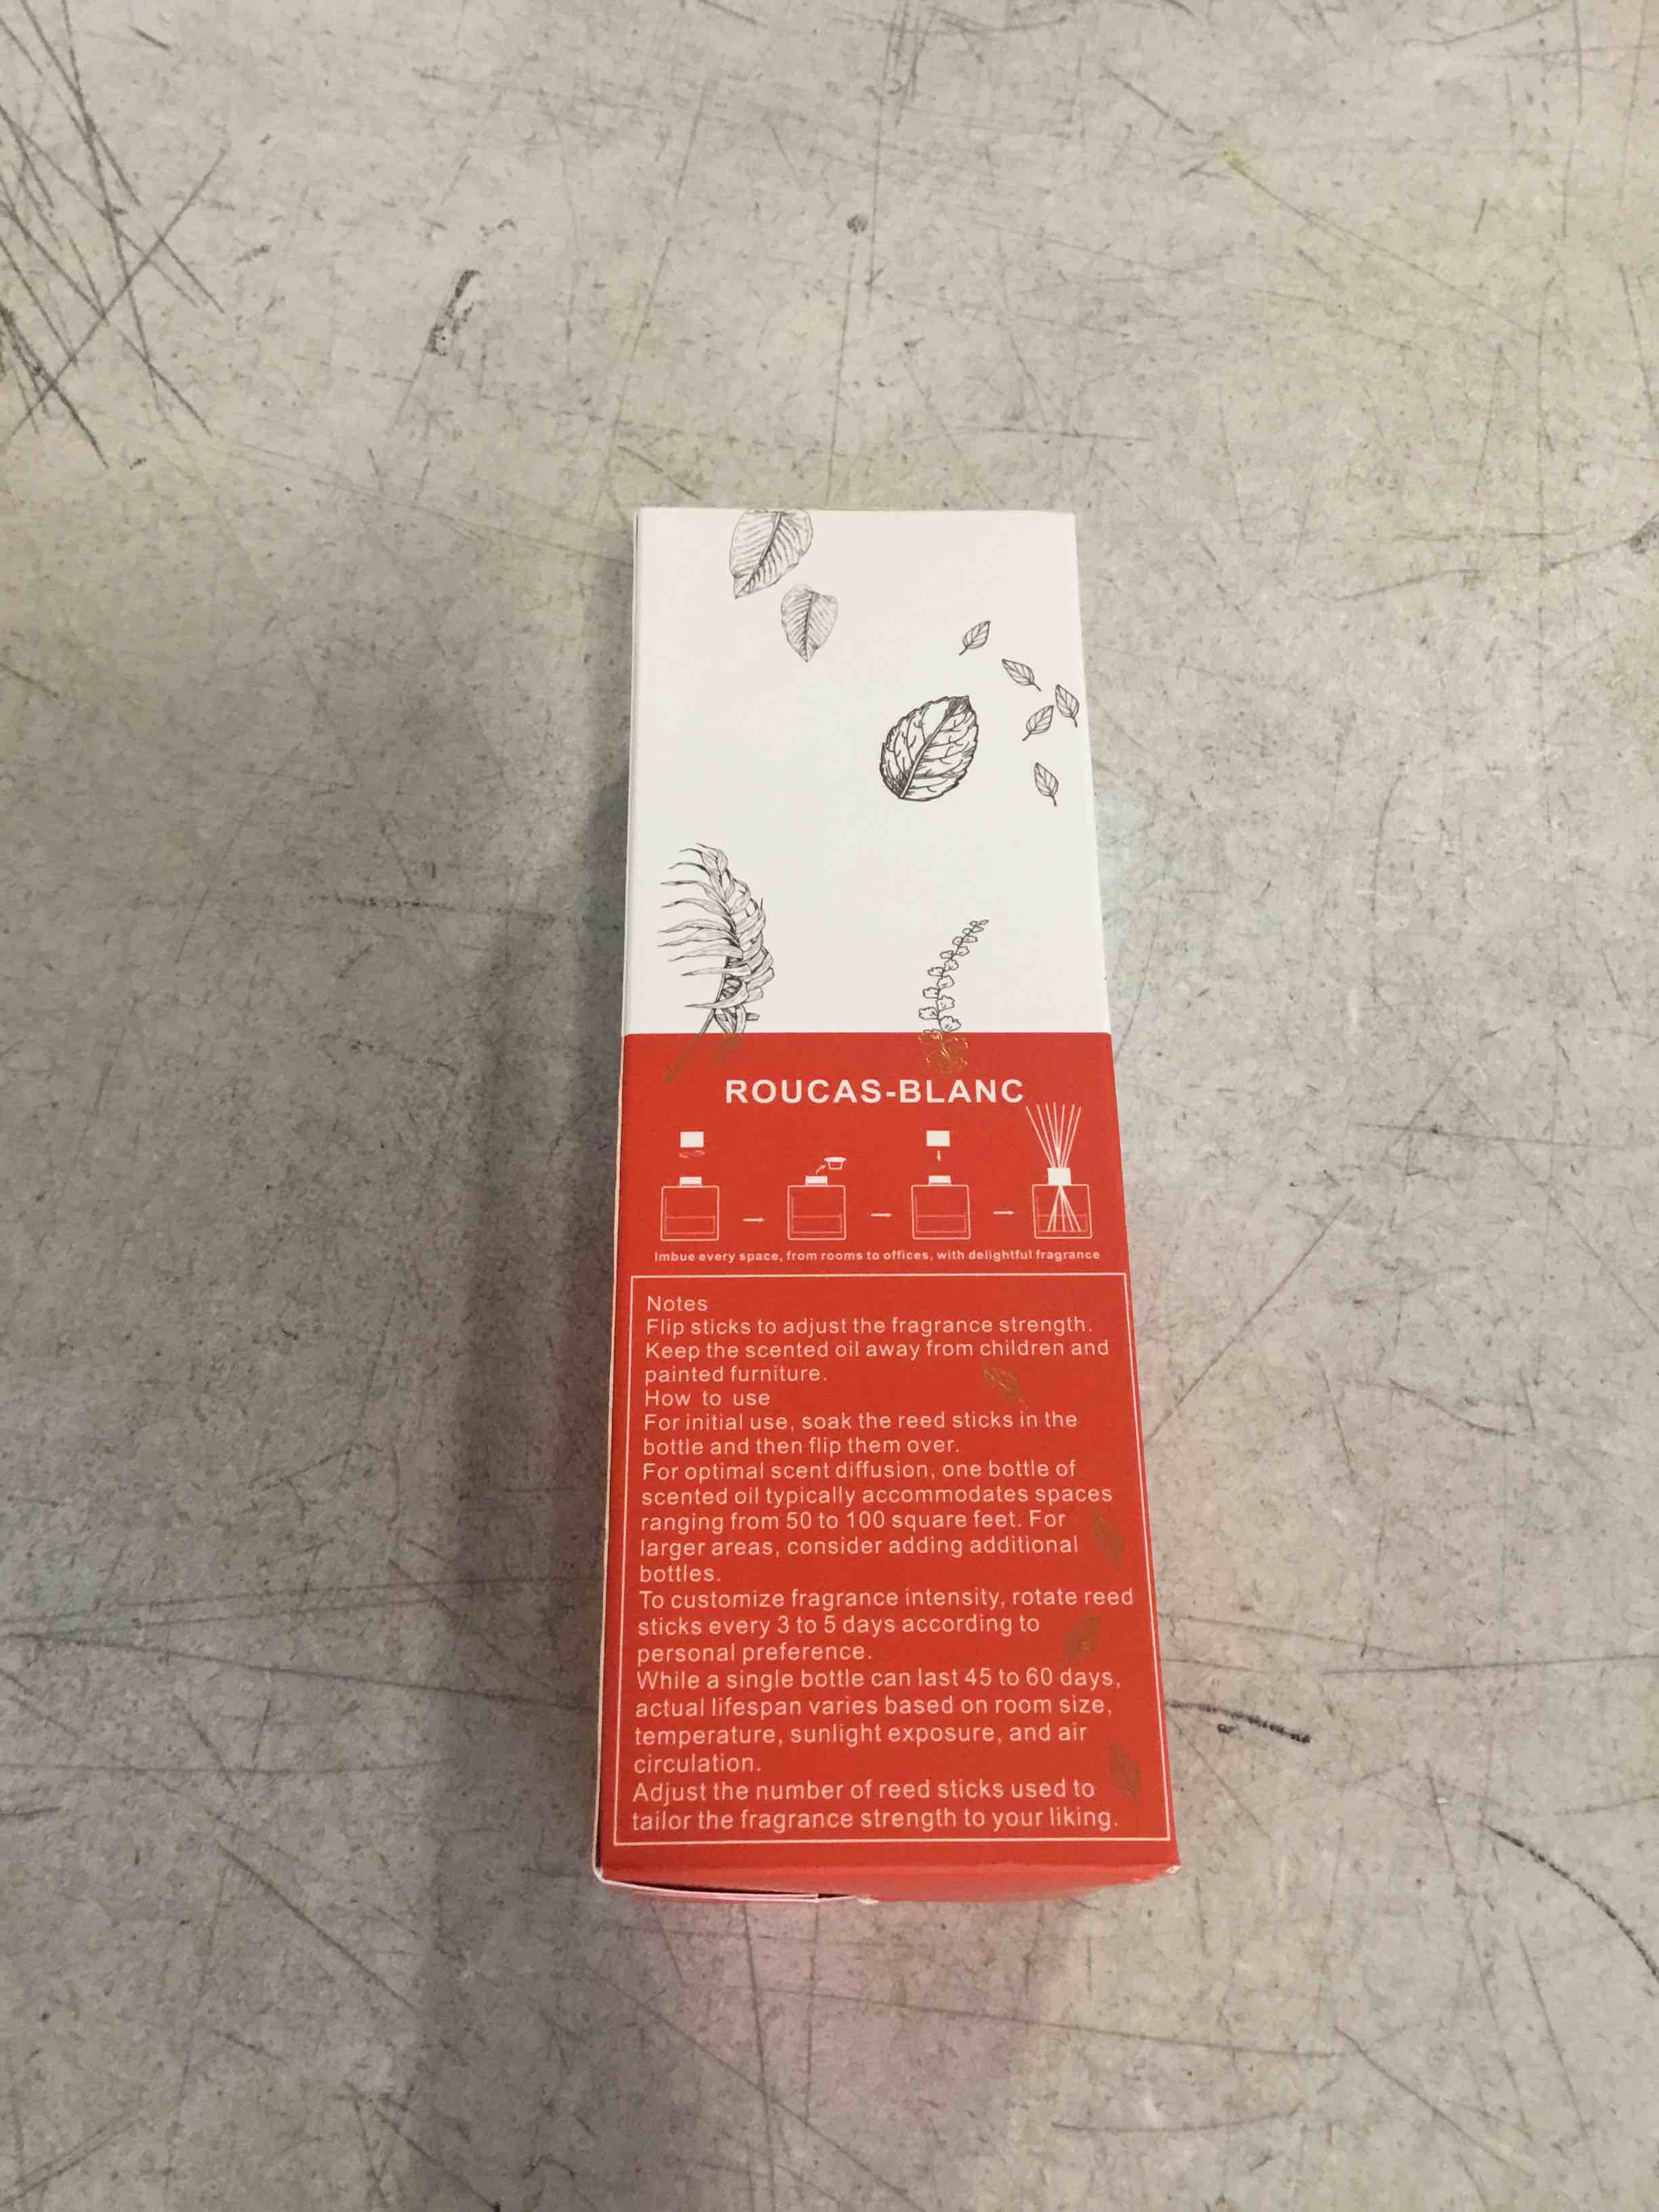 ROUCAS-BLANC
Imbue every space, from rooms to offices, with delightful fragrance
Notes
Flip sticks to adjust the fragrance strength.
Keep the scented oil away from children and
painted furniture.
How to use
For initial use, soak the reed sticks in the
bottle and then flip them over.
For optimal scent diffusion, one bottle of
scented oil typically accommodates spaces
ranging from 50 to 100 square feet. For
larger areas, consider adding additional
bottles.
To customize fragrance intensity, rotate reed
sticks every 3 to 5 days according to
personal preference.
While a single bottle can last 45 to 60 days,
actual lifespan varies based on room size,
temperature, sunlight exposure, and air
circulation.
Adjust the number of reed sticks used to
tailor the fragrance strength to your liking.